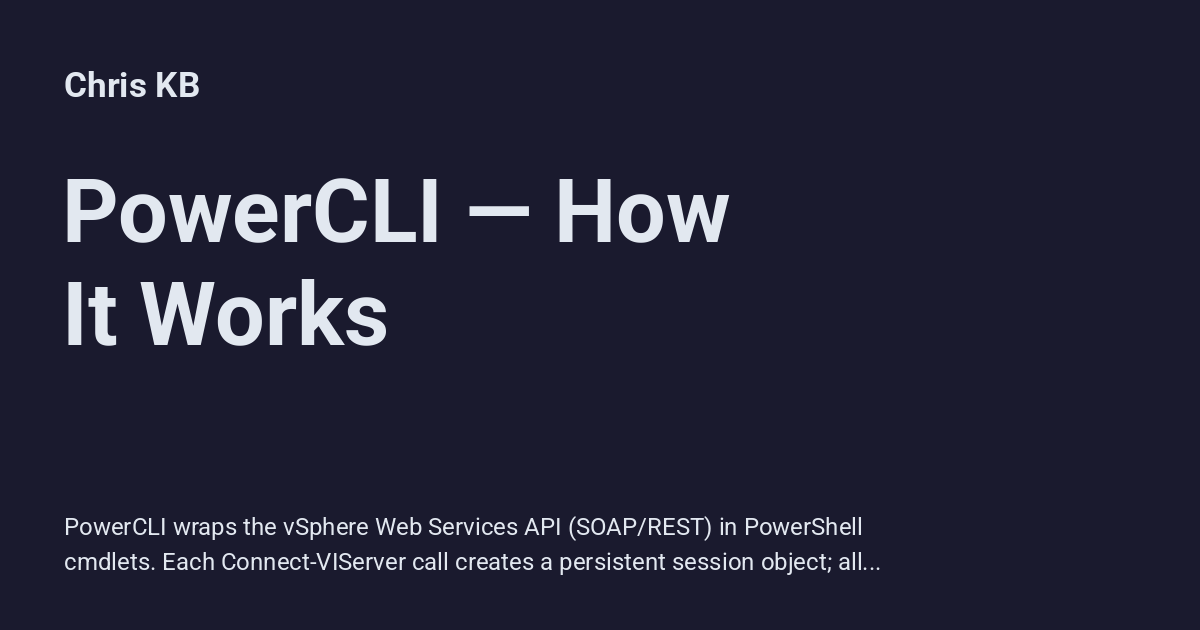 Chris KB
PowerCLI — How
It Works
PowerCLI wraps the vSphere Web Services API (SOAP/REST) in PowerShell
cmdlets. Each Connect-VIServer call creates a persistent session object; all...